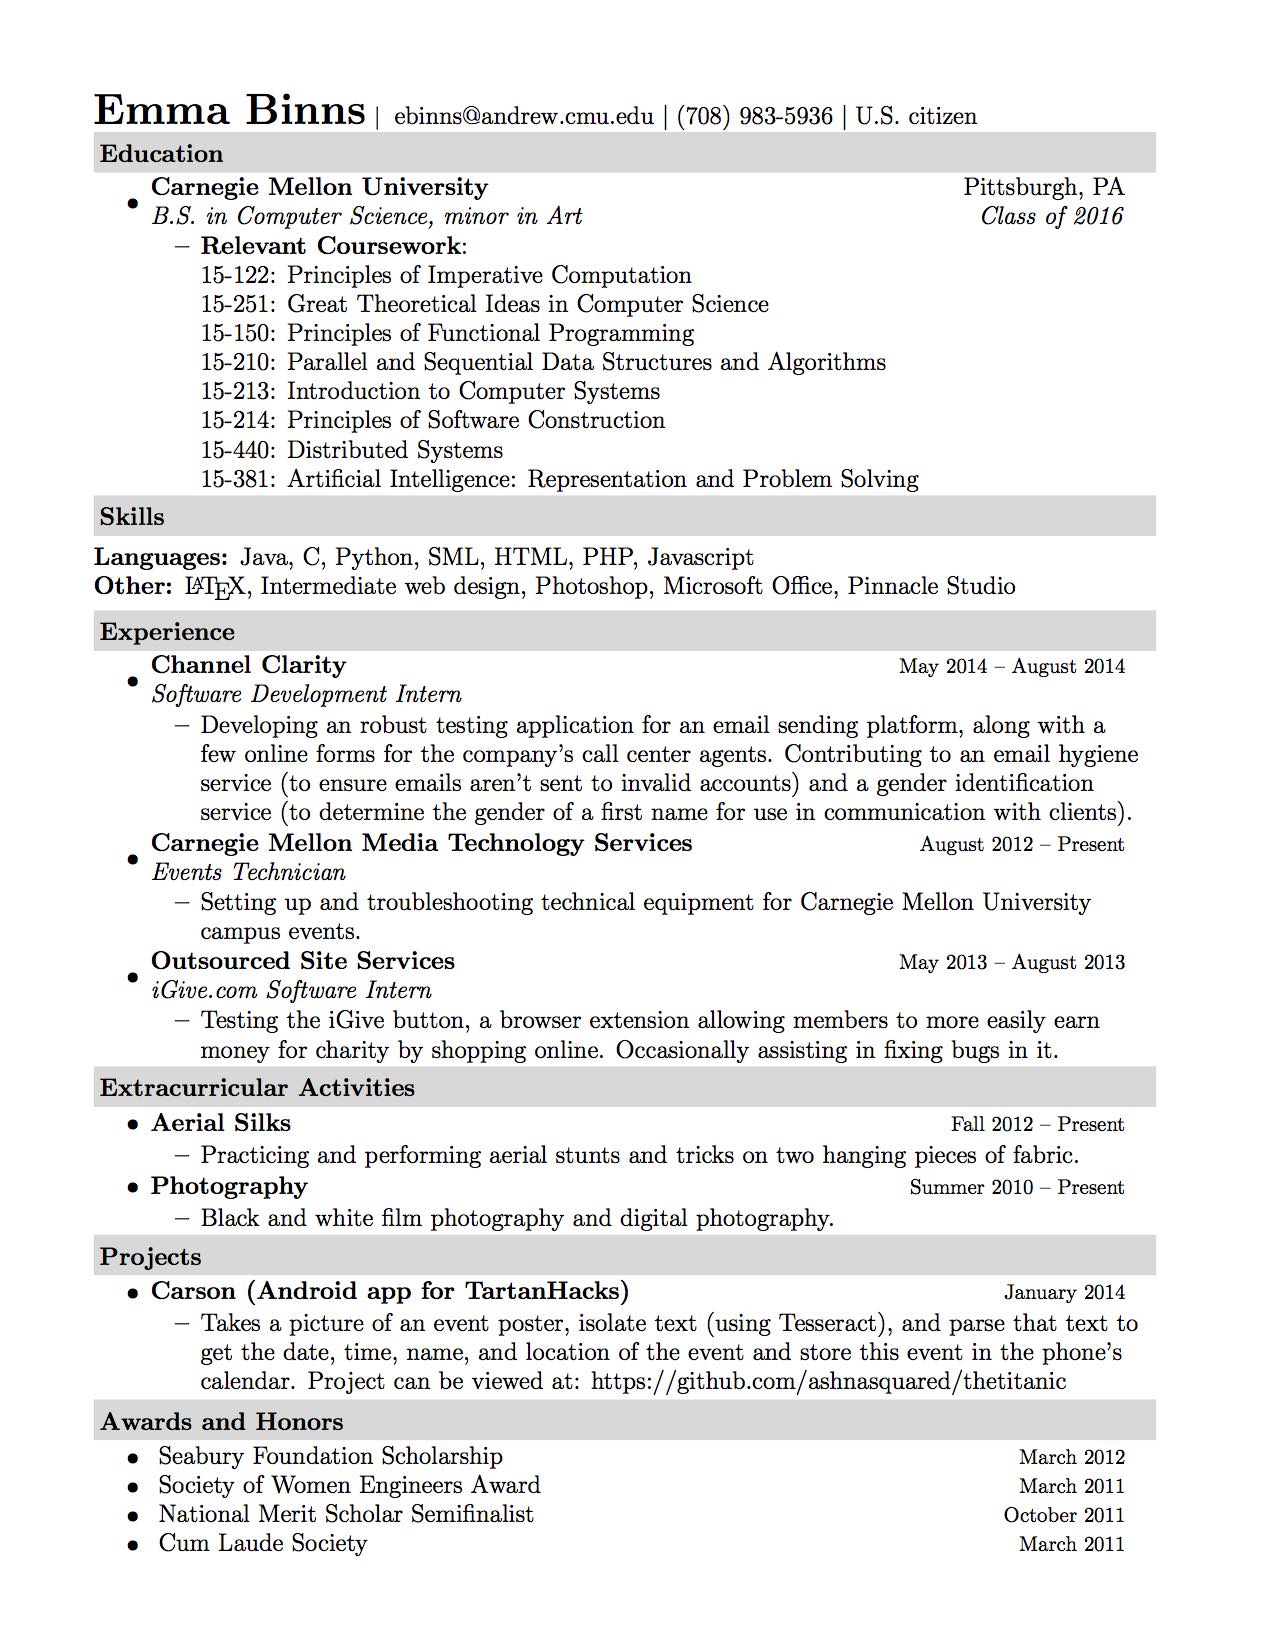 Emma Binns | ebinns@andrew.cmu.edu | (708) 983-5936 | U.S. citizen
Education
Carnegie Mellon University Pittsburgh, PA
B.S. in Computer Science, minor in Art Class of 2016
– Relevant Coursework:
15-122: Principles of Imperative Computation
15-251: Great Theoretical Ideas in Computer Science
15-150: Principles of Functional Programming
15-210: Parallel and Sequential Data Structures and Algorithms
15-213: Introduction to Computer Systems
15-214: Principles of Software Construction
15-440: Distributed Systems
15-381: Artificial Intelligence: Representation and Problem Solving
Skills
Languages: Java, C, Python, SML, HTML, PHP, Javascript
Other: LATEX, Intermediate web design, Photoshop, Microsoft Office, Pinnacle Studio
Experience
• Channel Clarity May 2014 – August 2014
Software Development Intern
– Developing an robust testing application for an email sending platform, along with a
few online forms for the company's call center agents. Contributing to an email hygiene
service (to ensure emails aren't sent to invalid accounts) and a gender identification
service (to determine the gender of a first name for use in communication with clients).
• Carnegie Mellon Media Technology Services August 2012 – Present
Events Technician
– Setting up and troubleshooting technical equipment for Carnegie Mellon University
campus events.
• Outsourced Site Services May 2013 – August 2013
iGive.com Software Intern
– Testing the iGive button, a browser extension allowing members to more easily earn
money for charity by shopping online. Occasionally assisting in fixing bugs in it.
Extracurricular Activities
• Aerial Silks Fall 2012 – Present
– Practicing and performing aerial stunts and tricks on two hanging pieces of fabric.
• Photography Summer 2010 – Present
– Black and white film photography and digital photography.
Projects
• Carson (Android app for TartanHacks) January 2014
– Takes a picture of an event poster, isolate text (using Tesseract), and parse that text to
get the date, time, name, and location of the event and store this event in the phone's
calendar. Project can be viewed at: https://github.com/ashnasquared/thetitanic
Awards and Honors
• Seabury Foundation Scholarship March 2012
• Society of Women Engineers Award March 2011
• National Merit Scholar Semifinalist October 2011
• Cum Laude Society March 2011